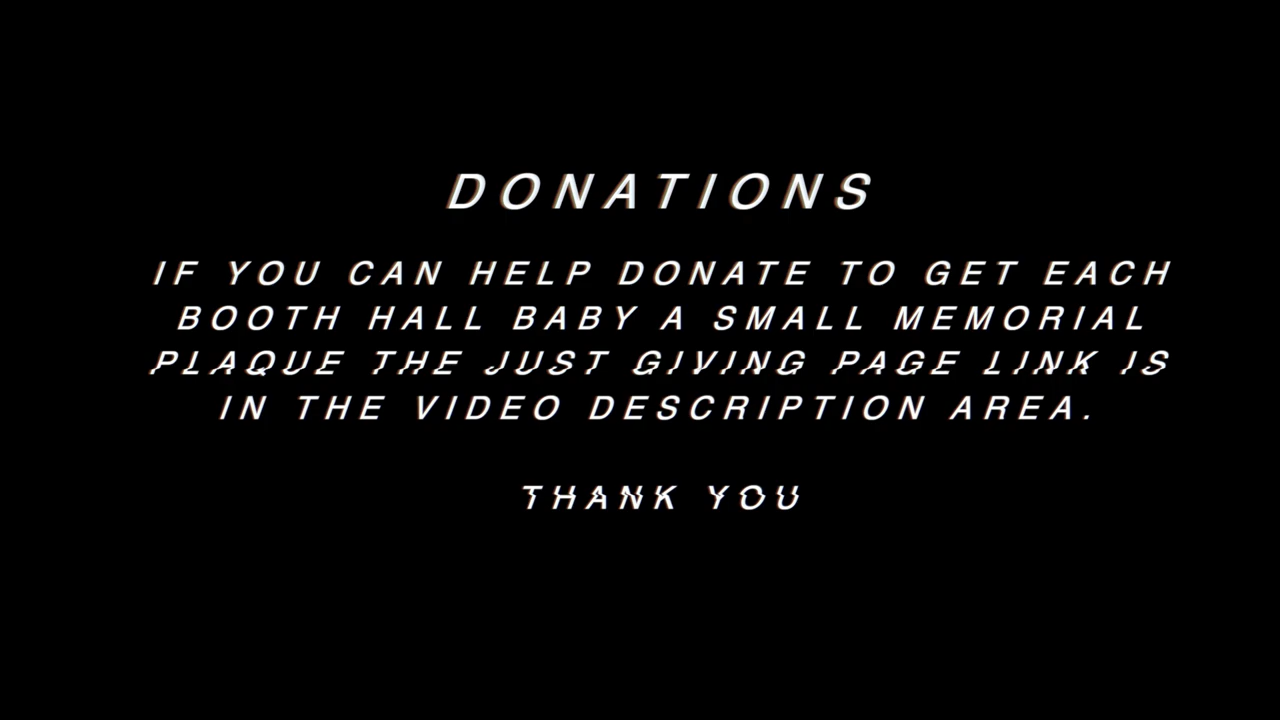 DONATIONS
IF YOU CAN HELP DONATE TO GET EACH
BOOTH HALL BABY A SMALL MEMORIAL
PLAQUE THE JUST GIVING PAGE LINK IS
IN THE VIDEO DESCRIPTION AREA.
THANK YOU